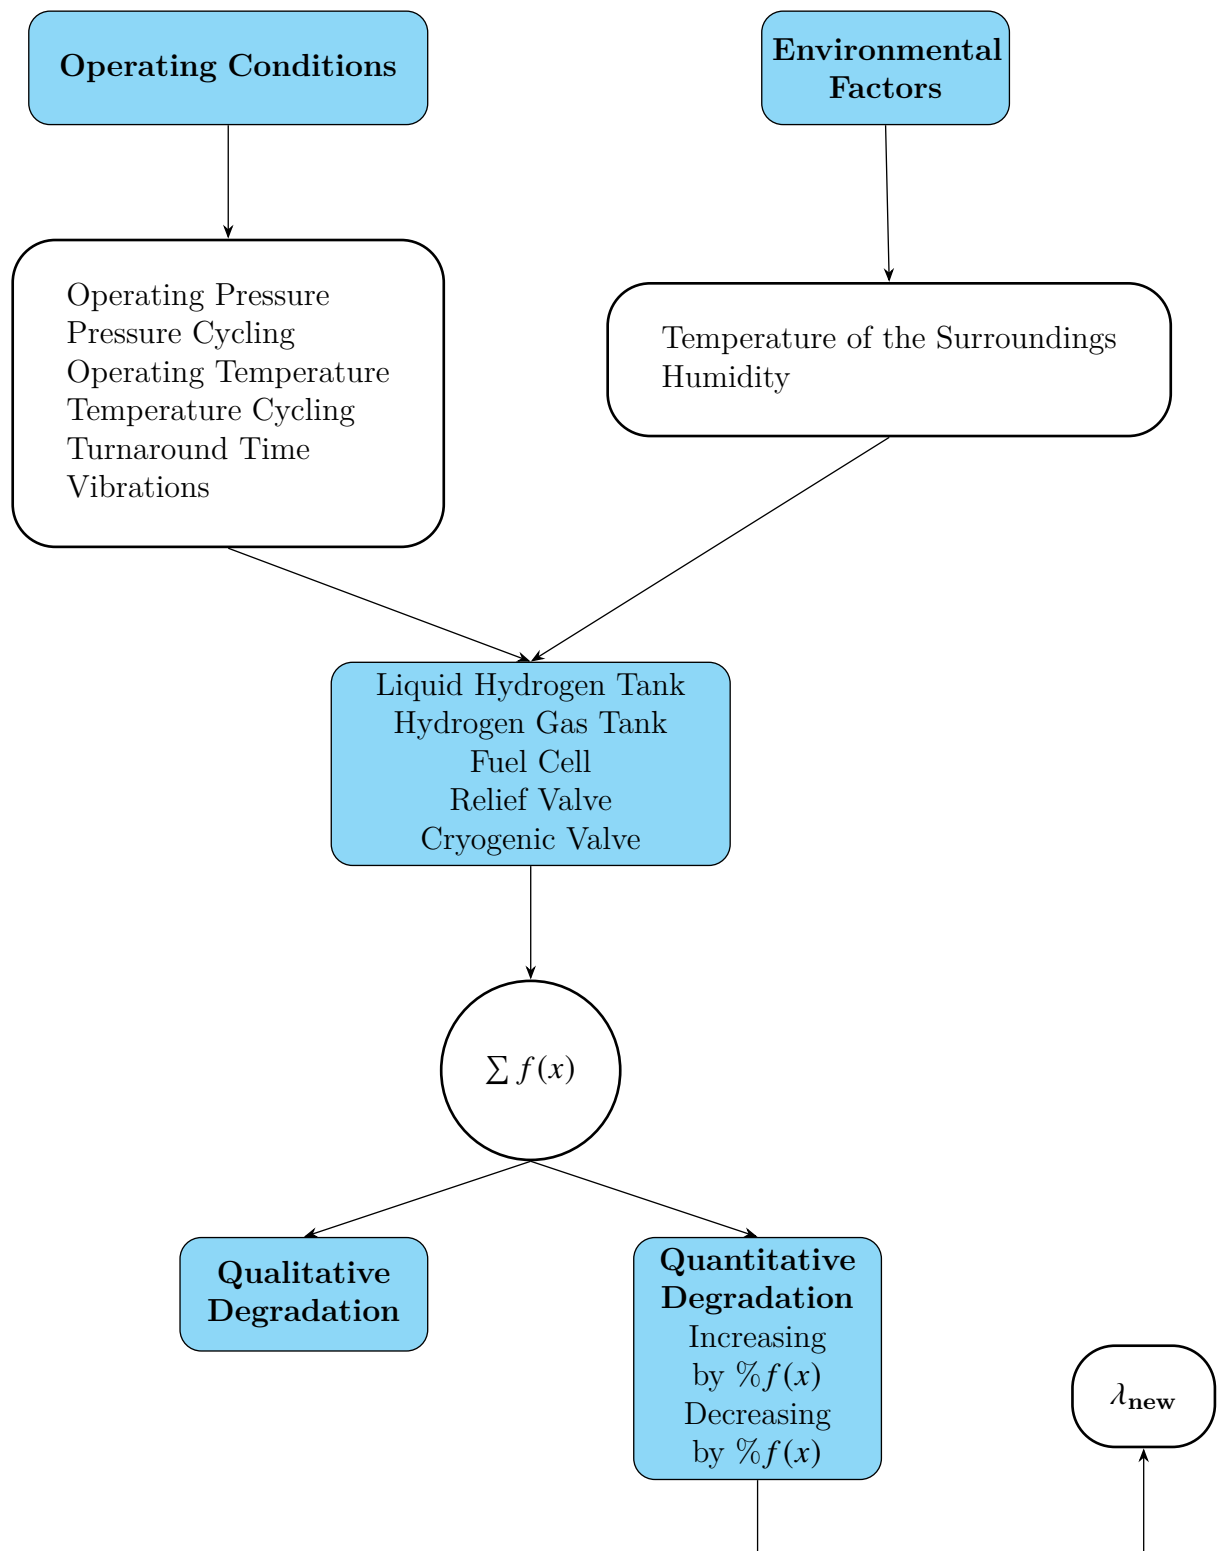 Operating Conditions
Environmental
Factors
Operating Pressure
Pressure Cycling
Operating Temperature
Temperature Cycling
Turnaround Time
Vibrations
Temperature of the Surroundings
Humidity
Liquid Hydrogen Tank
Hydrogen Gas Tank
Fuel Cell
Relief Valve
Cryogenic Valve
∑ f(x)
Qualitative
Degradation
Quantitative
Degradation
Increasing
by %f(x)
Decreasing
by %f(x)
λnew